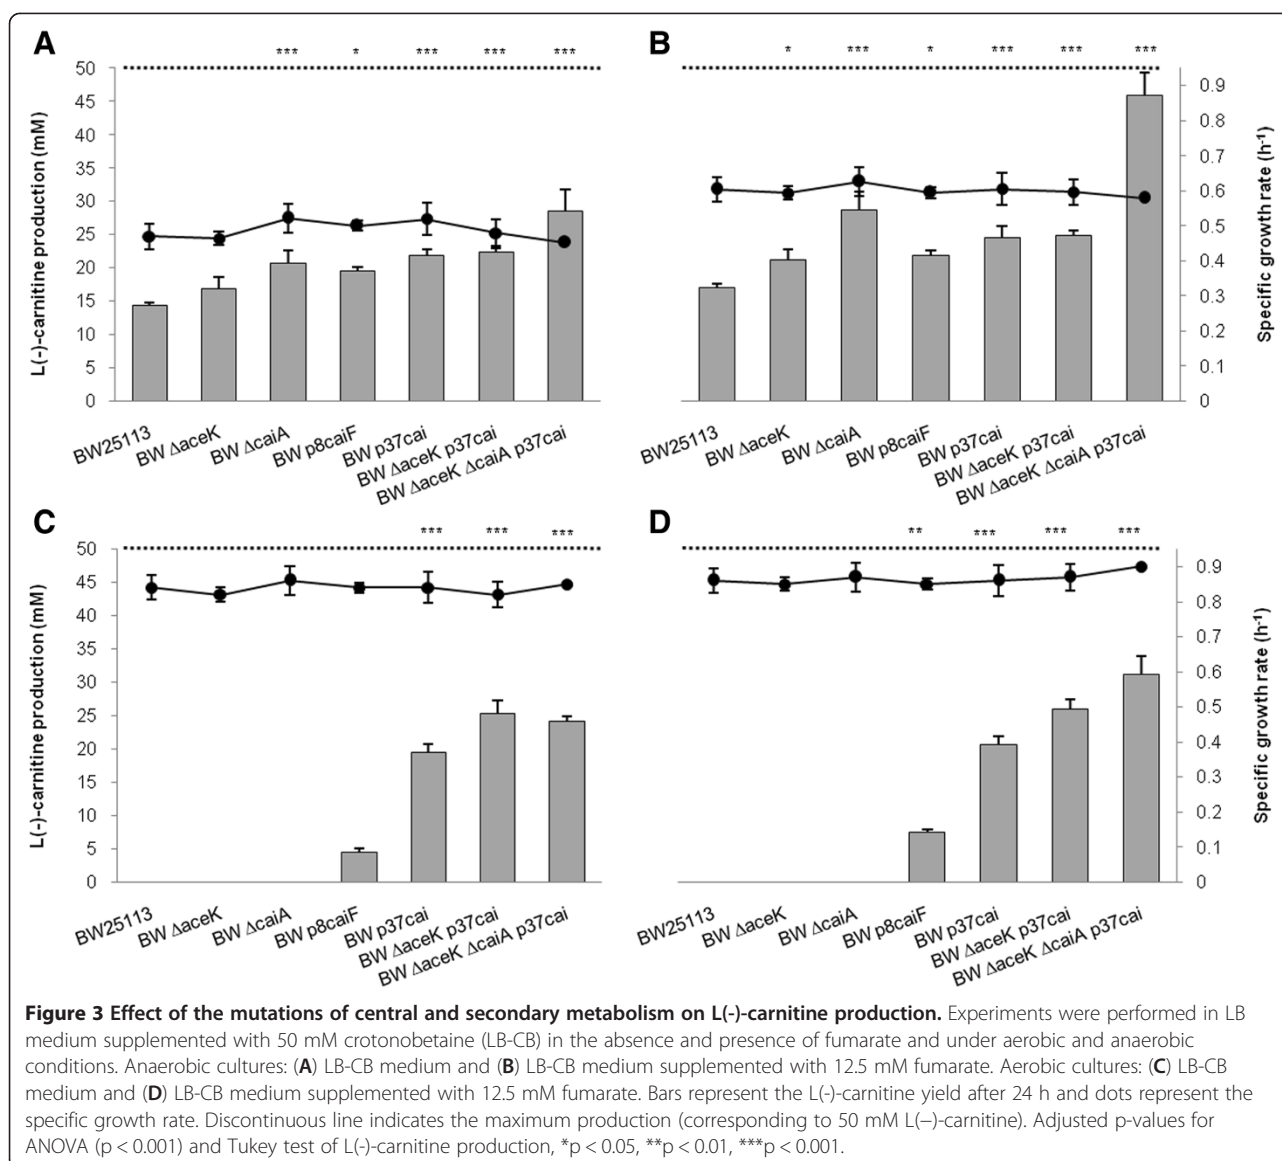 A
B
*** * *** *** ***
* *** * *** *** ***
50
45
40
35
30
25
20
15
10
5
0
L(-)-carnitine production (mM)
0.9
0.8
0.7
0.6
0.5
0.4
0.3
0.2
0.1
0
Specific growth rate (h-1)
BW25113
BW ΔaceK
BW ΔcaiA
BW p8caiF
BW p37cai
BW ΔaceK p37cai
BW ΔaceK ΔcaiA p37cai
BW25113
BW ΔaceK
BW ΔcaiA
BW p8caiF
BW p37cai
BW ΔaceK p37cai
BW ΔaceK ΔcaiA p37cai
C
D
*** *** ***
** *** *** ***
50
45
40
35
30
25
20
15
10
5
0
L(-)-carnitine production (mM)
0.9
0.8
0.7
0.6
0.5
0.4
0.3
0.2
0.1
0
Specific growth rate (h-1)
BW25113
BW ΔaceK
BW ΔcaiA
BW p8caiF
BW p37cai
BW ΔaceK p37cai
BW ΔaceK ΔcaiA p37cai
BW25113
BW ΔaceK
BW ΔcaiA
BW p8caiF
BW p37cai
BW ΔaceK p37cai
BW ΔaceK ΔcaiA p37cai
Figure 3 Effect of the mutations of central and secondary metabolism on L(-)-carnitine production. Experiments were performed in LB
medium supplemented with 50 mM crotonobetaine (LB-CB) in the absence and presence of fumarate and under aerobic and anaerobic
conditions. Anaerobic cultures: (A) LB-CB medium and (B) LB-CB medium supplemented with 12.5 mM fumarate. Aerobic cultures: (C) LB-CB
medium and (D) LB-CB medium supplemented with 12.5 mM fumarate. Bars represent the L(-)-carnitine yield after 24 h and dots represent the
specific growth rate. Discontinuous line indicates the maximum production (corresponding to 50 mM L(−)-carnitine). Adjusted p-values for
ANOVA (p < 0.001) and Tukey test of L(-)-carnitine production, *p < 0.05, **p < 0.01, ***p < 0.001.